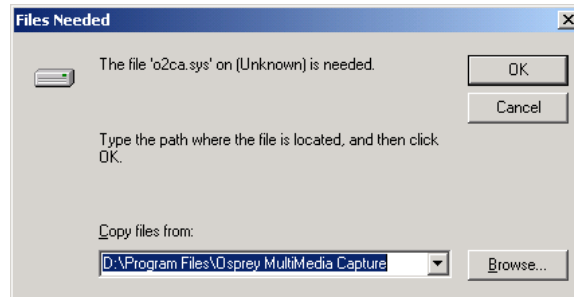 Files Needed
The file 'o2ca.sys' on (Unknown) is needed.
OK
Cancel
Type the path where the file is located, and then click
OK.
Copy files from:
D:\Program Files\Osprey MultiMedia Capture
Browse...